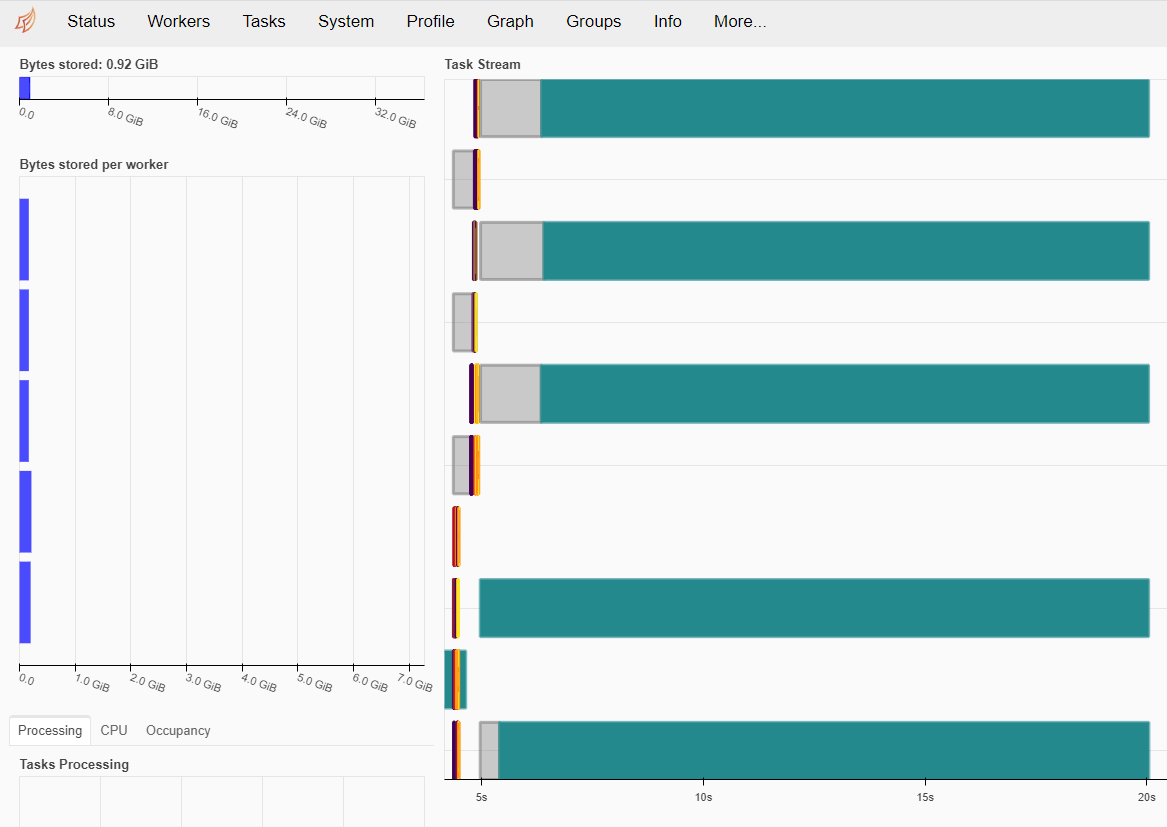 Status Workers Tasks System Profile Graph Groups Info More...
Bytes stored: 0.92 GiB
0.0 8.0 GiB 16.0 GiB 24.0 GiB 32.0 GiB
Bytes stored per worker
0.0 1.0 GiB 2.0 GiB 3.0 GiB 4.0 GiB 5.0 GiB 6.0 GiB 7.0 GiB
Processing CPU Occupancy
Tasks Processing
Task Stream
5s 10s 15s 20s